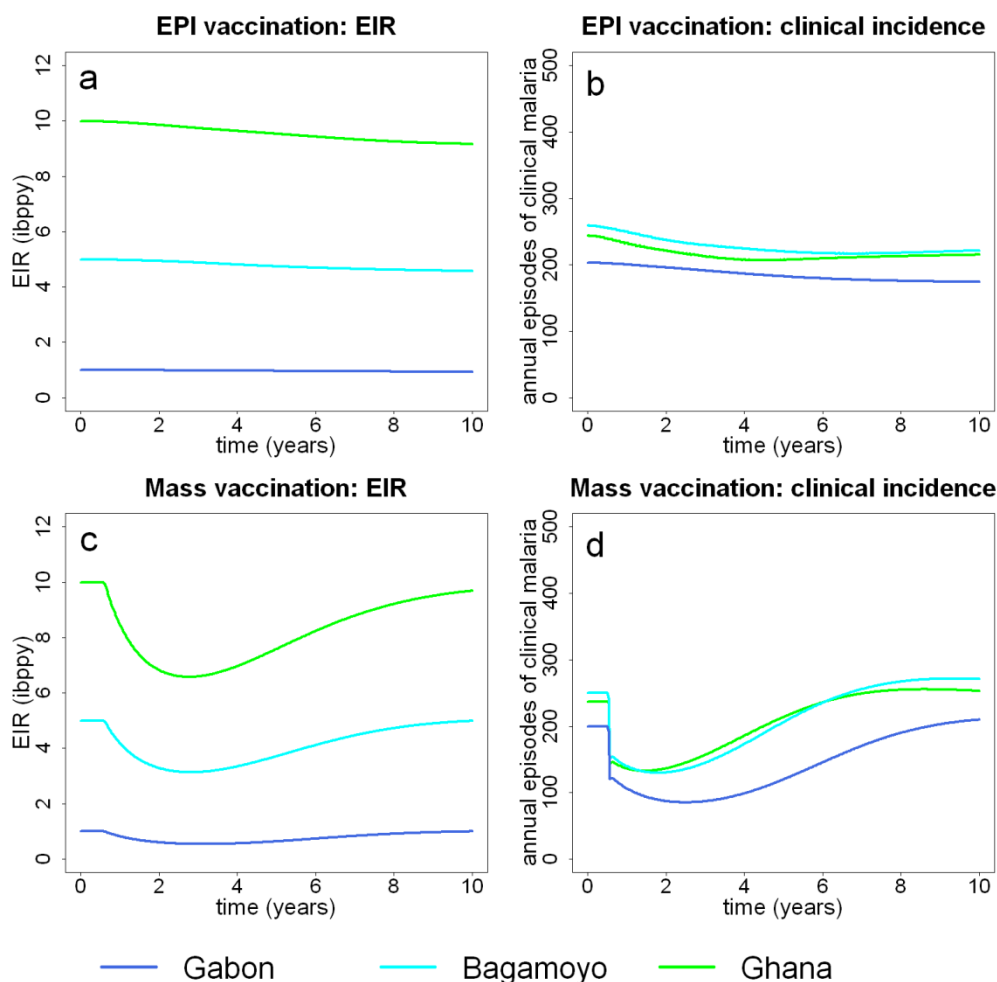 EPI vaccination: EIR
a
EIR (ibppy)
0 2 4 6 8 10 12
0 2 4 6 8 10
time (years)
EPI vaccination: clinical incidence
b
annual episodes of clinical malaria
0 100 200 300 400 500
0 2 4 6 8 10
time (years)
Mass vaccination: EIR
c
EIR (ibppy)
0 2 4 6 8 10 12
0 2 4 6 8 10
time (years)
Mass vaccination: clinical incidence
d
annual episodes of clinical malaria
0 100 200 300 400 500
0 2 4 6 8 10
time (years)
Gabon Bagamoyo Ghana